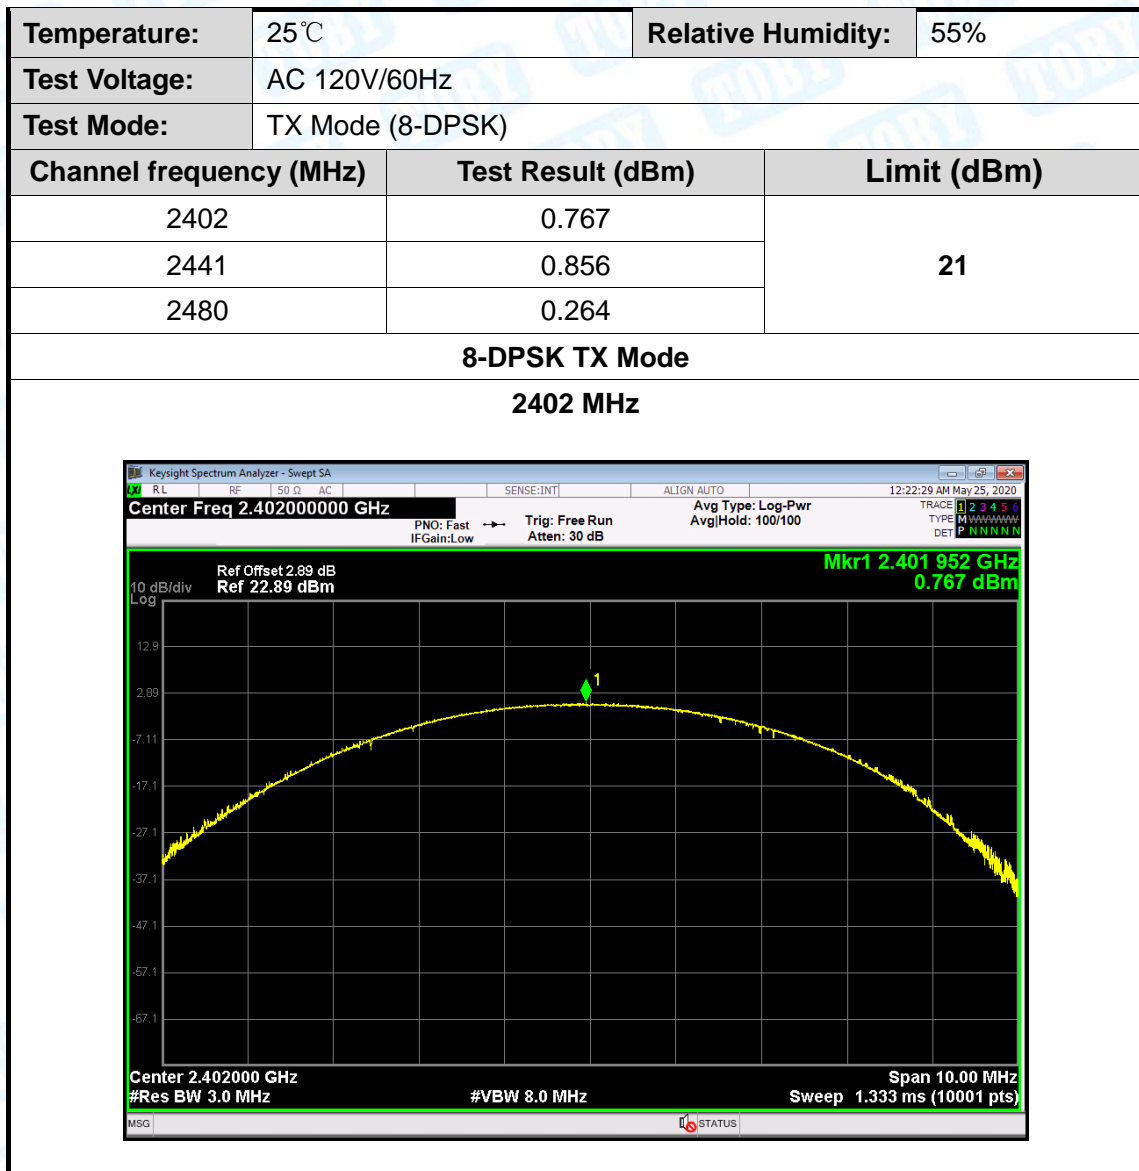 Temperature: 25℃ Relative Humidity: 55%
Test Voltage: AC 120V/60Hz
Test Mode: TX Mode (8-DPSK)
Channel frequency (MHz) Test Result (dBm) Limit (dBm)
2402 0.767
2441 0.856 21
2480 0.264
8-DPSK TX Mode
2402 MHz
Keysight Spectrum Analyzer - Swept SA
LXI RL RF 50 Ω AC SENSE:INT ALIGN AUTO 12:22:29 AM May 25, 2020
Center Freq 2.402000000 GHz Avg Type: Log-Pwr TRACE 1 2 3 4 5 6
PNO: Fast Trig: Free Run Avg|Hold: 100/100 TYPE M WWWWW
IFGain:Low Atten: 30 dB DET P N N N N N
Mkr1 2.401 952 GHz
Ref Offset 2.89 dB
10 dB/div Ref 22.89 dBm 0.767 dBm
Log
12.9
1
2.89
-7.11
-17.1
-27.1
-37.1
-47.1
-57.1
-67.1
Center 2.402000 GHz Span 10.00 MHz
#Res BW 3.0 MHz #VBW 8.0 MHz Sweep 1.333 ms (10001 pts)
MSG STATUS
TOBY